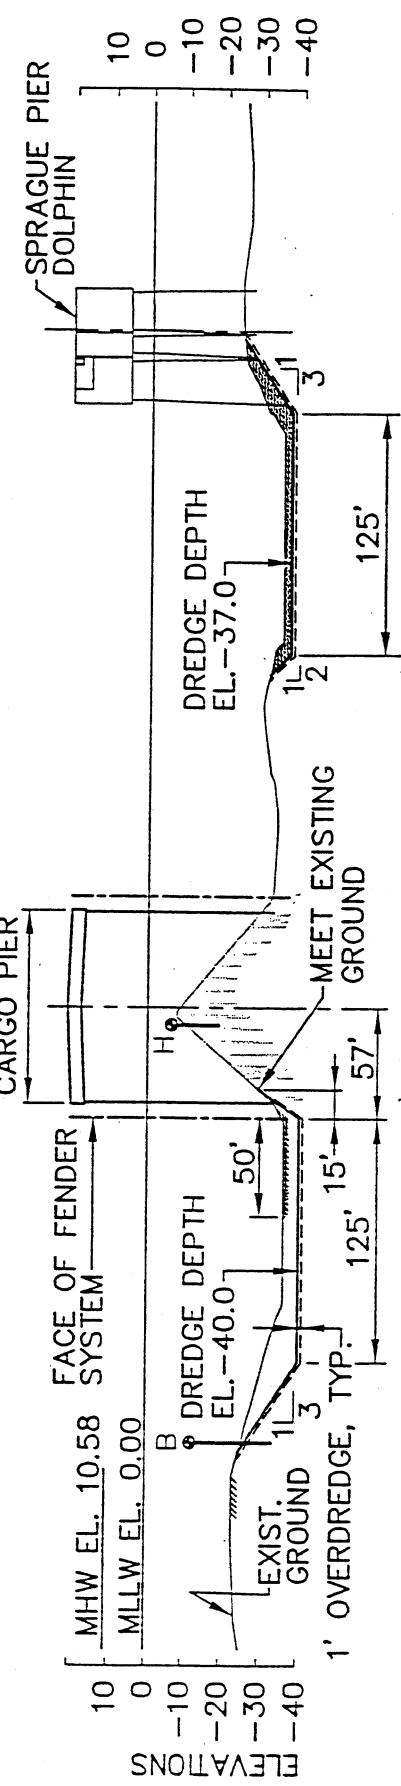 ELEVATIONS
10
0
-10
-20
-30
-40
MHW EL. 10.58
MLLW EL. 0.00
EXIST.
GROUND
1' OVERDREDGE, TYP.
B
1
3
FACE OF FENDER
SYSTEM
DREDGE DEPTH
EL.-40.0
50'
15'
125'
57'
CARGO PIER
H
MEET EXISTING
GROUND
DREDGE DEPTH
EL.-37.0
1
2
125'
1
3
SPRAGUE PIER
DOLPHIN
10
0
-10
-20
-30
-40